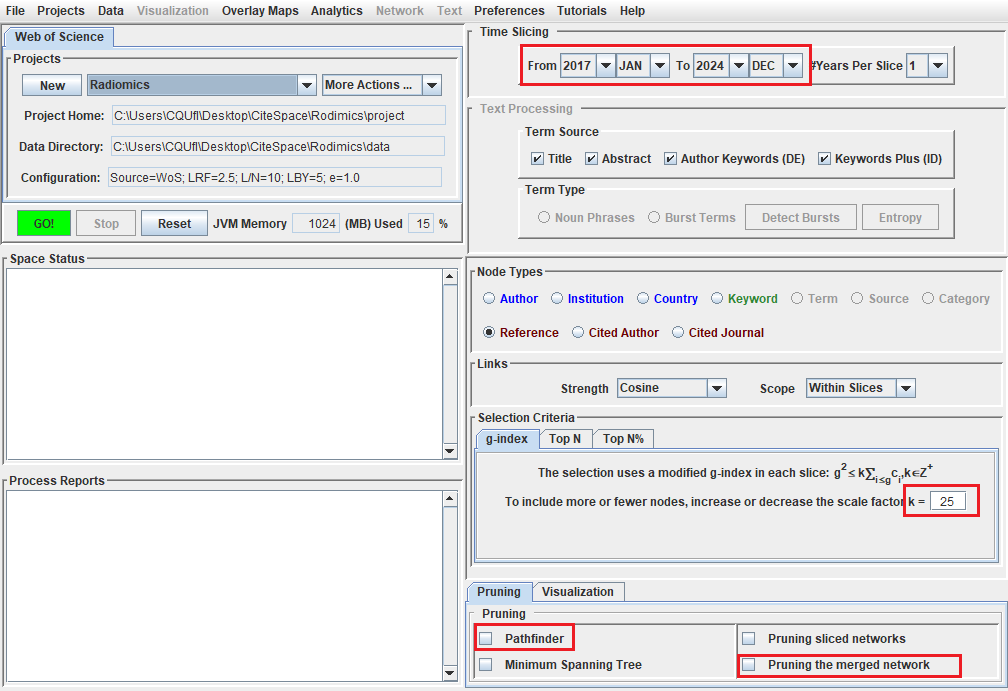 File Projects Data Visualization Overlay Maps Analytics Network Text Preferences Tutorials Help
Web of Science
Projects
New Radiomics More Actions ...
Project Home: C:\Users\CQUfl\Desktop\CiteSpace\Rodimics\project
Data Directory: C:\Users\CQUfl\Desktop\CiteSpace\Rodimics\data
Configuration: Source=WoS; LRF=2.5; L/N=10; LBY=5; e=1.0
GO! Stop Reset JVM Memory 1024 (MB) Used 15 %
Space Status
Process Reports
Time Slicing
From 2017 JAN To 2024 DEC #Years Per Slice 1
Text Processing
Term Source
Title Abstract Author Keywords (DE) Keywords Plus (ID)
Term Type
Noun Phrases Burst Terms Detect Bursts Entropy
Node Types
Author Institution Country Keyword Term Source Category
Reference Cited Author Cited Journal
Links
Strength Cosine Scope Within Slices
Selection Criteria
g-index Top N Top N%
The selection uses a modified g-index in each slice: g² ≤ k∑i≤g ci, k∈Z⁺
To include more or fewer nodes, increase or decrease the scale factor k = 25
Pruning Visualization
Pruning
Pathfinder Pruning sliced networks
Minimum Spanning Tree Pruning the merged network